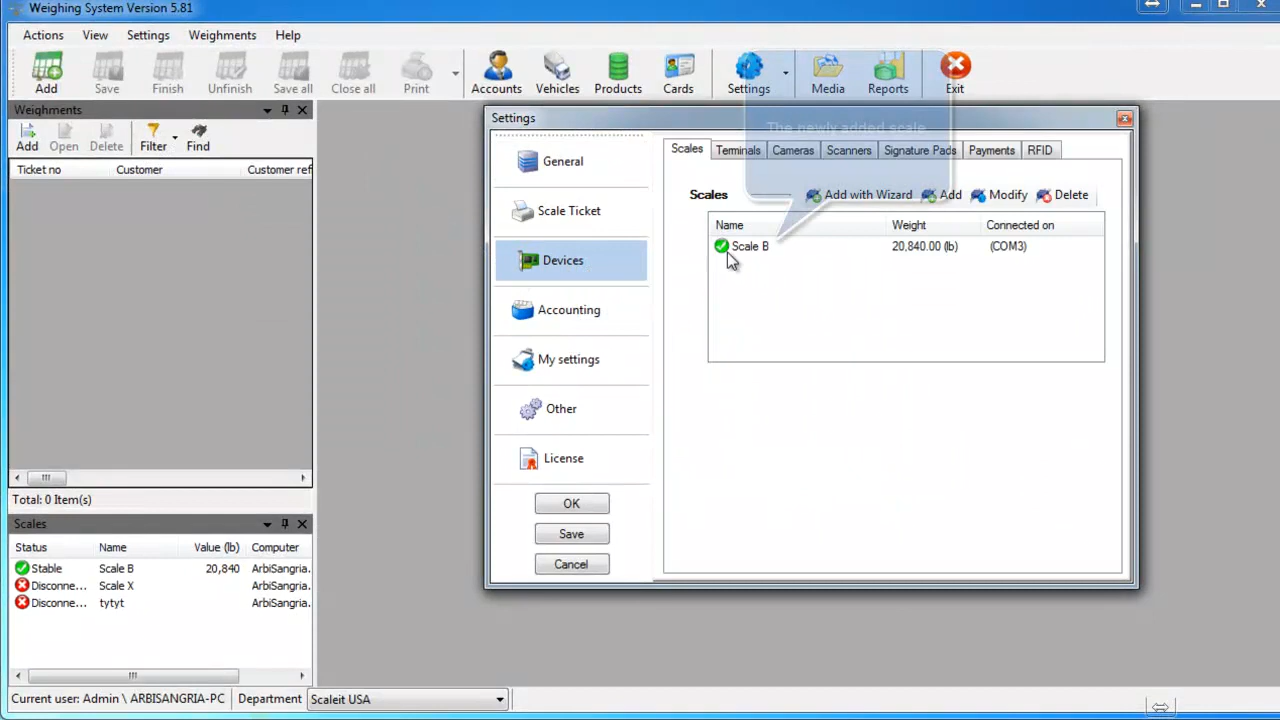 Weighing System Version 5.81
Actions View Settings Weighments Help
Add Save Finish Unfinish Save all Close all Print Accounts Vehicles Products Cards Settings Media Reports Exit
Weighments
Add Open Delete Filter Find
Ticket no Customer Customer ref
Total: 0 Item(s)
Scales
Status Name Value (lb) Computer
Stable Scale B 20,840 ArbiSangria.
Disconne... Scale X ArbiSangria.
Disconne... tytyt ArbiSangria.
Current user: Admin \ ARBISANGRIA-PC Department Scaleit USA
Settings
General
Scale Ticket
Devices
Accounting
My settings
Other
License
OK
Save
Cancel
The newly added scale
Scales Terminals Cameras Scanners Signature Pads Payments RFID
Scales Add with Wizard Add Modify Delete
Name Weight Connected on
Scale B 20,840.00 (lb) (COM3)